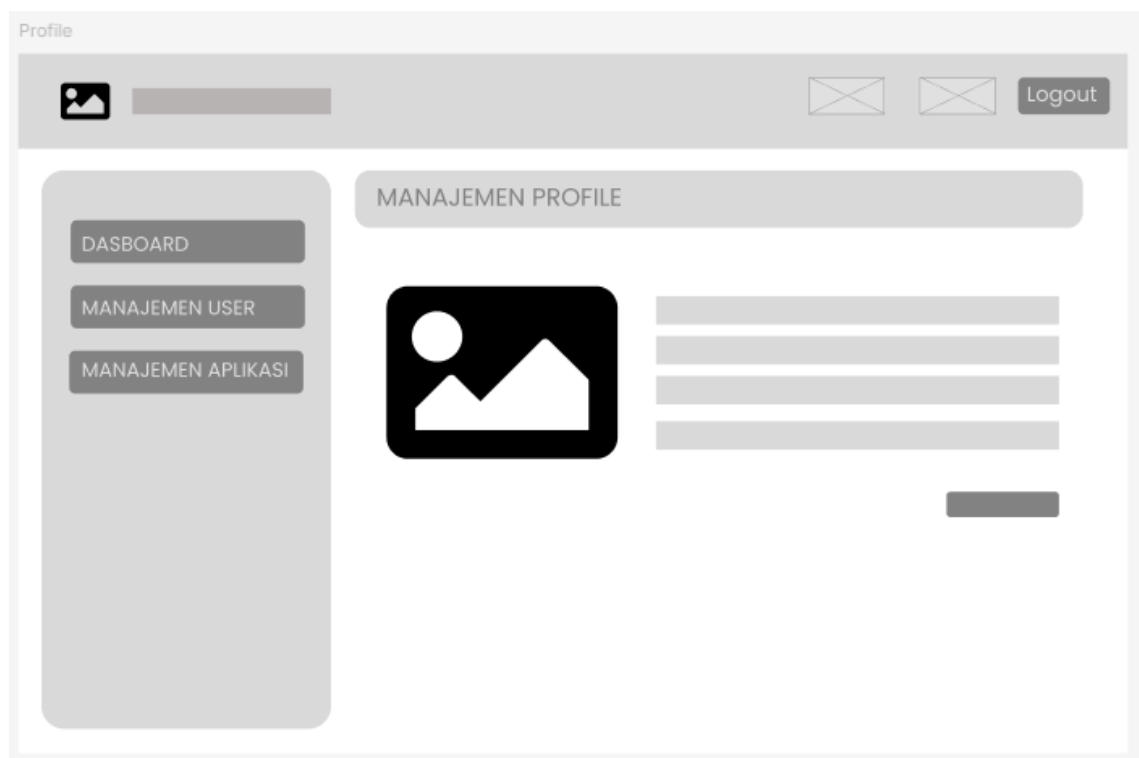 Profile
Logout
MANAJEMEN PROFILE
DASBOARD
MANAJEMEN USER
MANAJEMEN APLIKASI